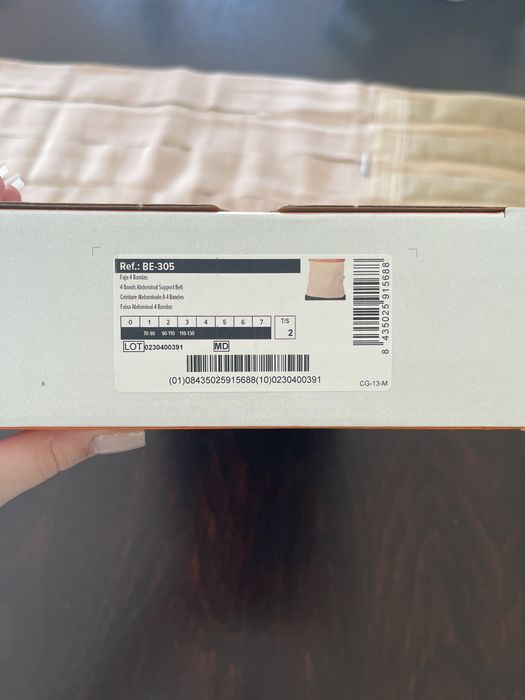 Ref.: BE-305
Faja 4 Bandas
4 Bands Abdominal Support Belt
Ceinture Abdominale À 4 Bandes
Faixa Abdominal 4 Bandas
0 1 2 3 4 5 6 7 T/S
70-90 90-110 110-130 2
LOT 0230400391 MD
(01)08435025915688(10)0230400391
CG-13-M
8 435025 915688